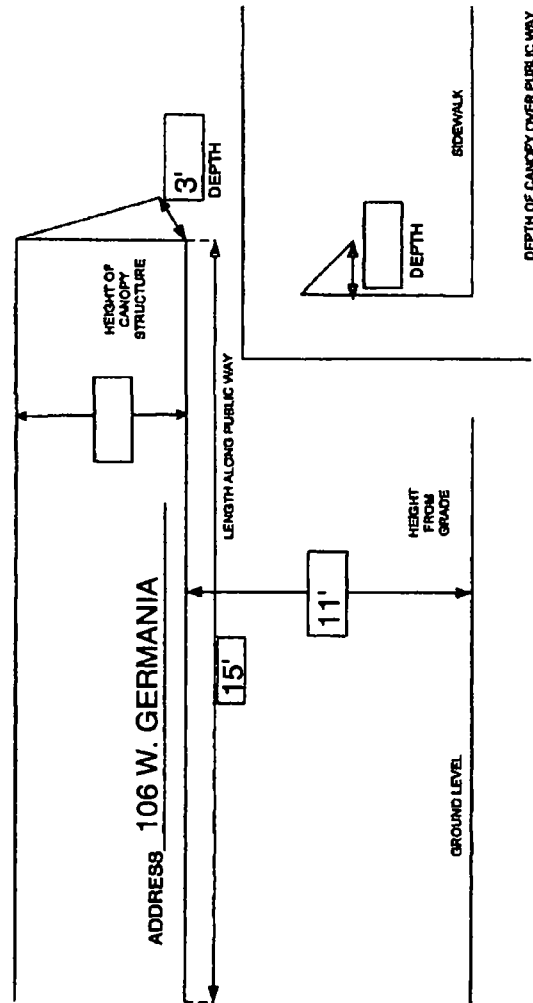 ADDRESS 106 W. GERMANIA
HEIGHT OF
CANOPY
STRUCTURE
3'
DEPTH
LENGTH ALONG PUBLIC WAY
15'
11'
HEIGHT
FROM
GRADE
GROUND LEVEL
DEPTH
SIDEWALK
DEPTH OF CANOPY OVER PUBLIC WAY